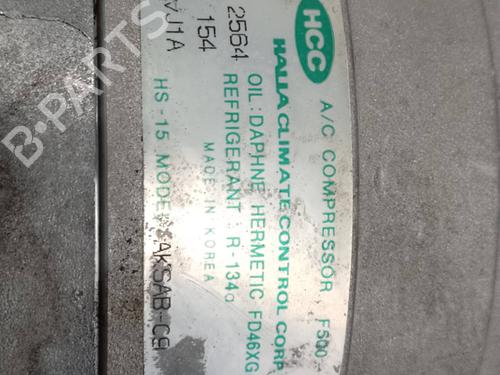 HCC
A/C COMPRESSOR F500
HALLA CLIMATE CONTROL CORP
OIL : DAPHNE HERMETIC FD46XG
REFRIGERANT : R-134a
MADE IN KOREA
2564
154
VJ1A
HS-15 MODEL
B-PARTS